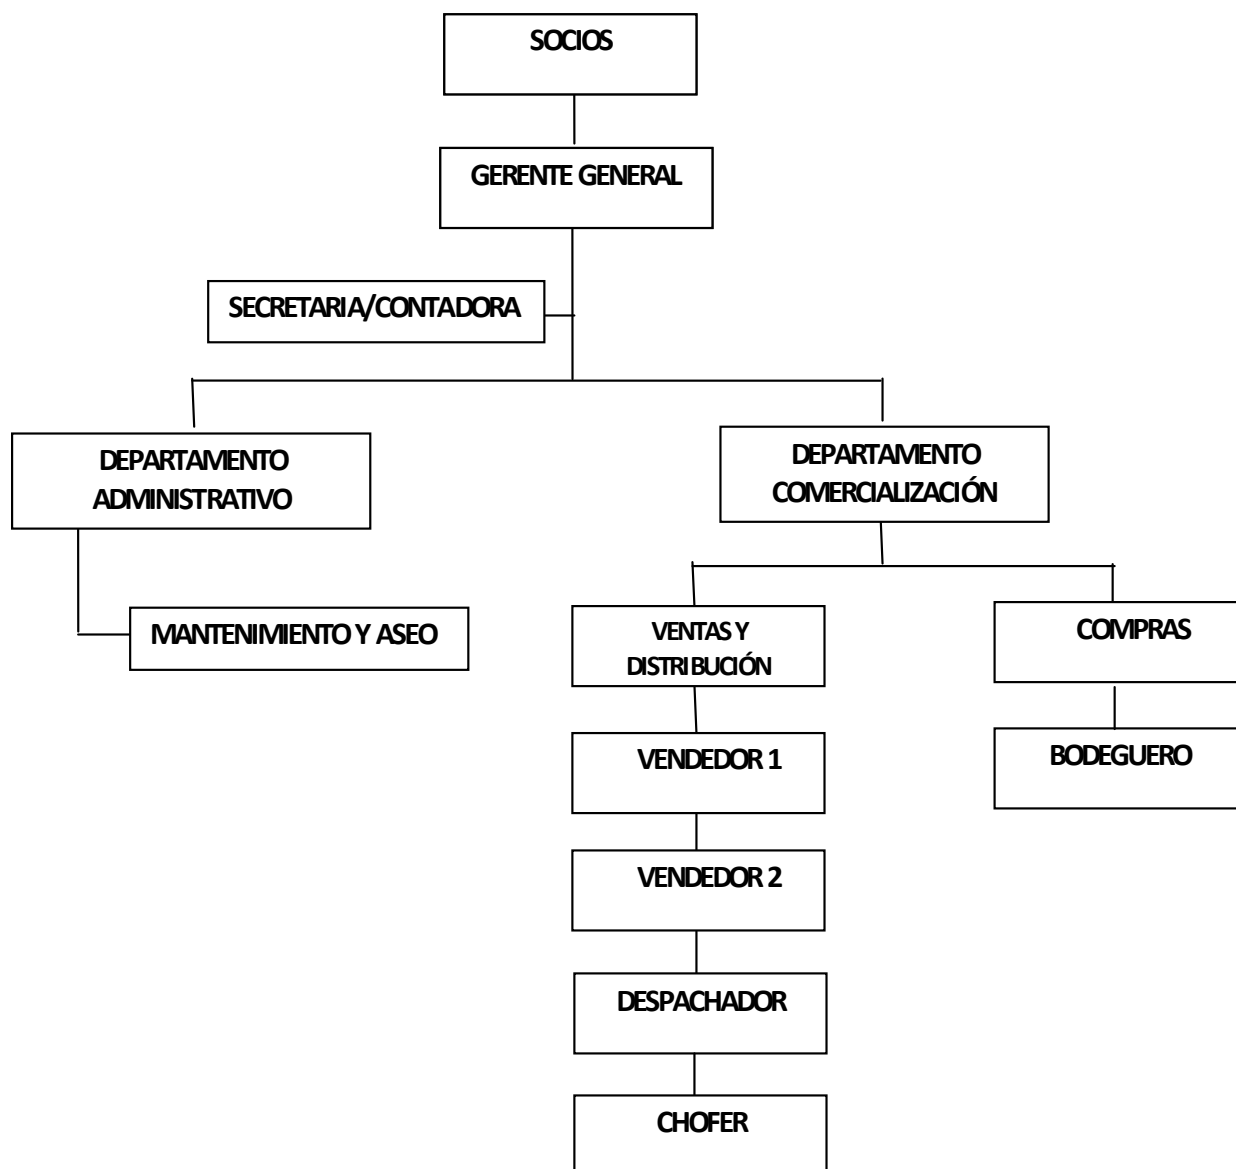 SOCIOS
GERENTE GENERAL
SECRETARIA/CONTADORA
DEPARTAMENTO
ADMINISTRATIVO
DEPARTAMENTO
COMERCIALIZACIÓN
MANTENIMIENTO Y ASEO
VENTAS Y
DISTRIBUCIÓN
COMPRAS
VENDEDOR 1
BODEGUERO
VENDEDOR 2
DESPACHADOR
CHOFER